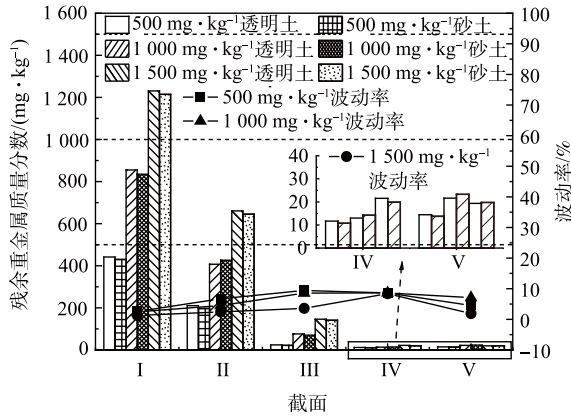 残余重金属质量分数/(mg·kg⁻¹)
1 600
1 400
1 200
1 000
800
600
400
200
0
500 mg·kg⁻¹透明土 500 mg·kg⁻¹砂土
1 000 mg·kg⁻¹透明土 1 000 mg·kg⁻¹砂土
1 500 mg·kg⁻¹透明土 1 500 mg·kg⁻¹砂土
500 mg·kg⁻¹波动率
1 000 mg·kg⁻¹波动率
1 500 mg·kg⁻¹
波动率
40
30
20
10
0
IV V
100
90
80
70
60
50
40
30
20
10
0
−10
波动率/%
I II III IV V
截面